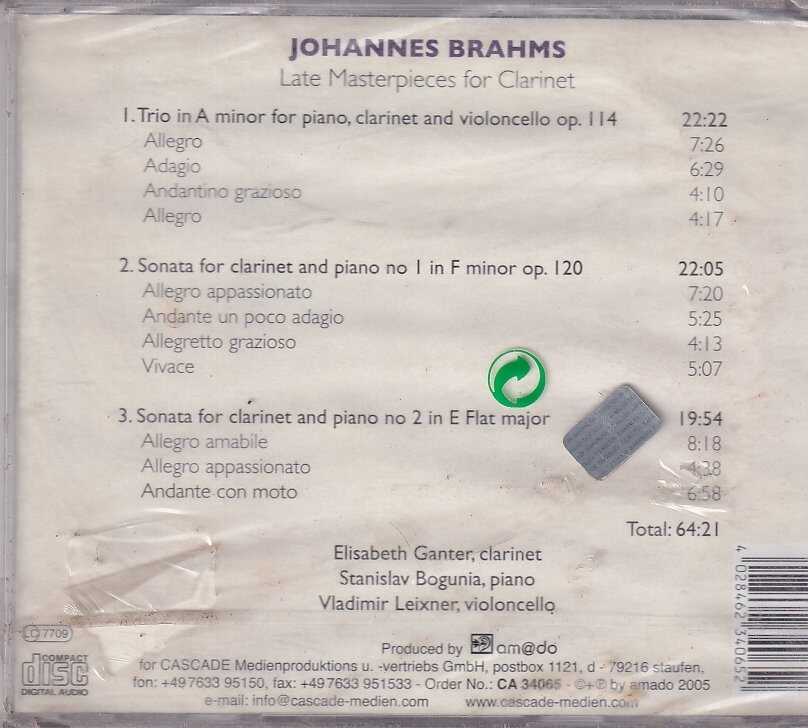 JOHANNES BRAHMS
Late Masterpieces for Clarinet
1. Trio in A minor for piano, clarinet and violoncello op. 114 22:22
Allegro 7:26
Adagio 6:29
Andantino grazioso 4:10
Allegro 4:17
2. Sonata for clarinet and piano no 1 in F minor op. 120 22:05
Allegro appassionato 7:20
Andante un poco adagio 5:25
Allegretto grazioso 4:13
Vivace 5:07
3. Sonata for clarinet and piano no 2 in E Flat major 19:54
Allegro amabile 8:18
Allegro appassionato 4:38
Andante con moto 6:58
Total: 64:21
Elisabeth Ganter, clarinet
Stanislav Bogunia, piano
Vladimir Leixner, violoncello
4 028462 340652
LC 7709
COMPACT
disc
DIGITAL AUDIO
Produced by am@do
for CASCADE Medienproduktions u. -vertriebs GmbH, postbox 1121, d - 79216 staufen,
fon: +49 7633 95150, fax: +49 7633 951533 - Order No.: CA 34065 - ©+℗ by amado 2005
e-mail: info@cascade-medien.com www.cascade-medien.com